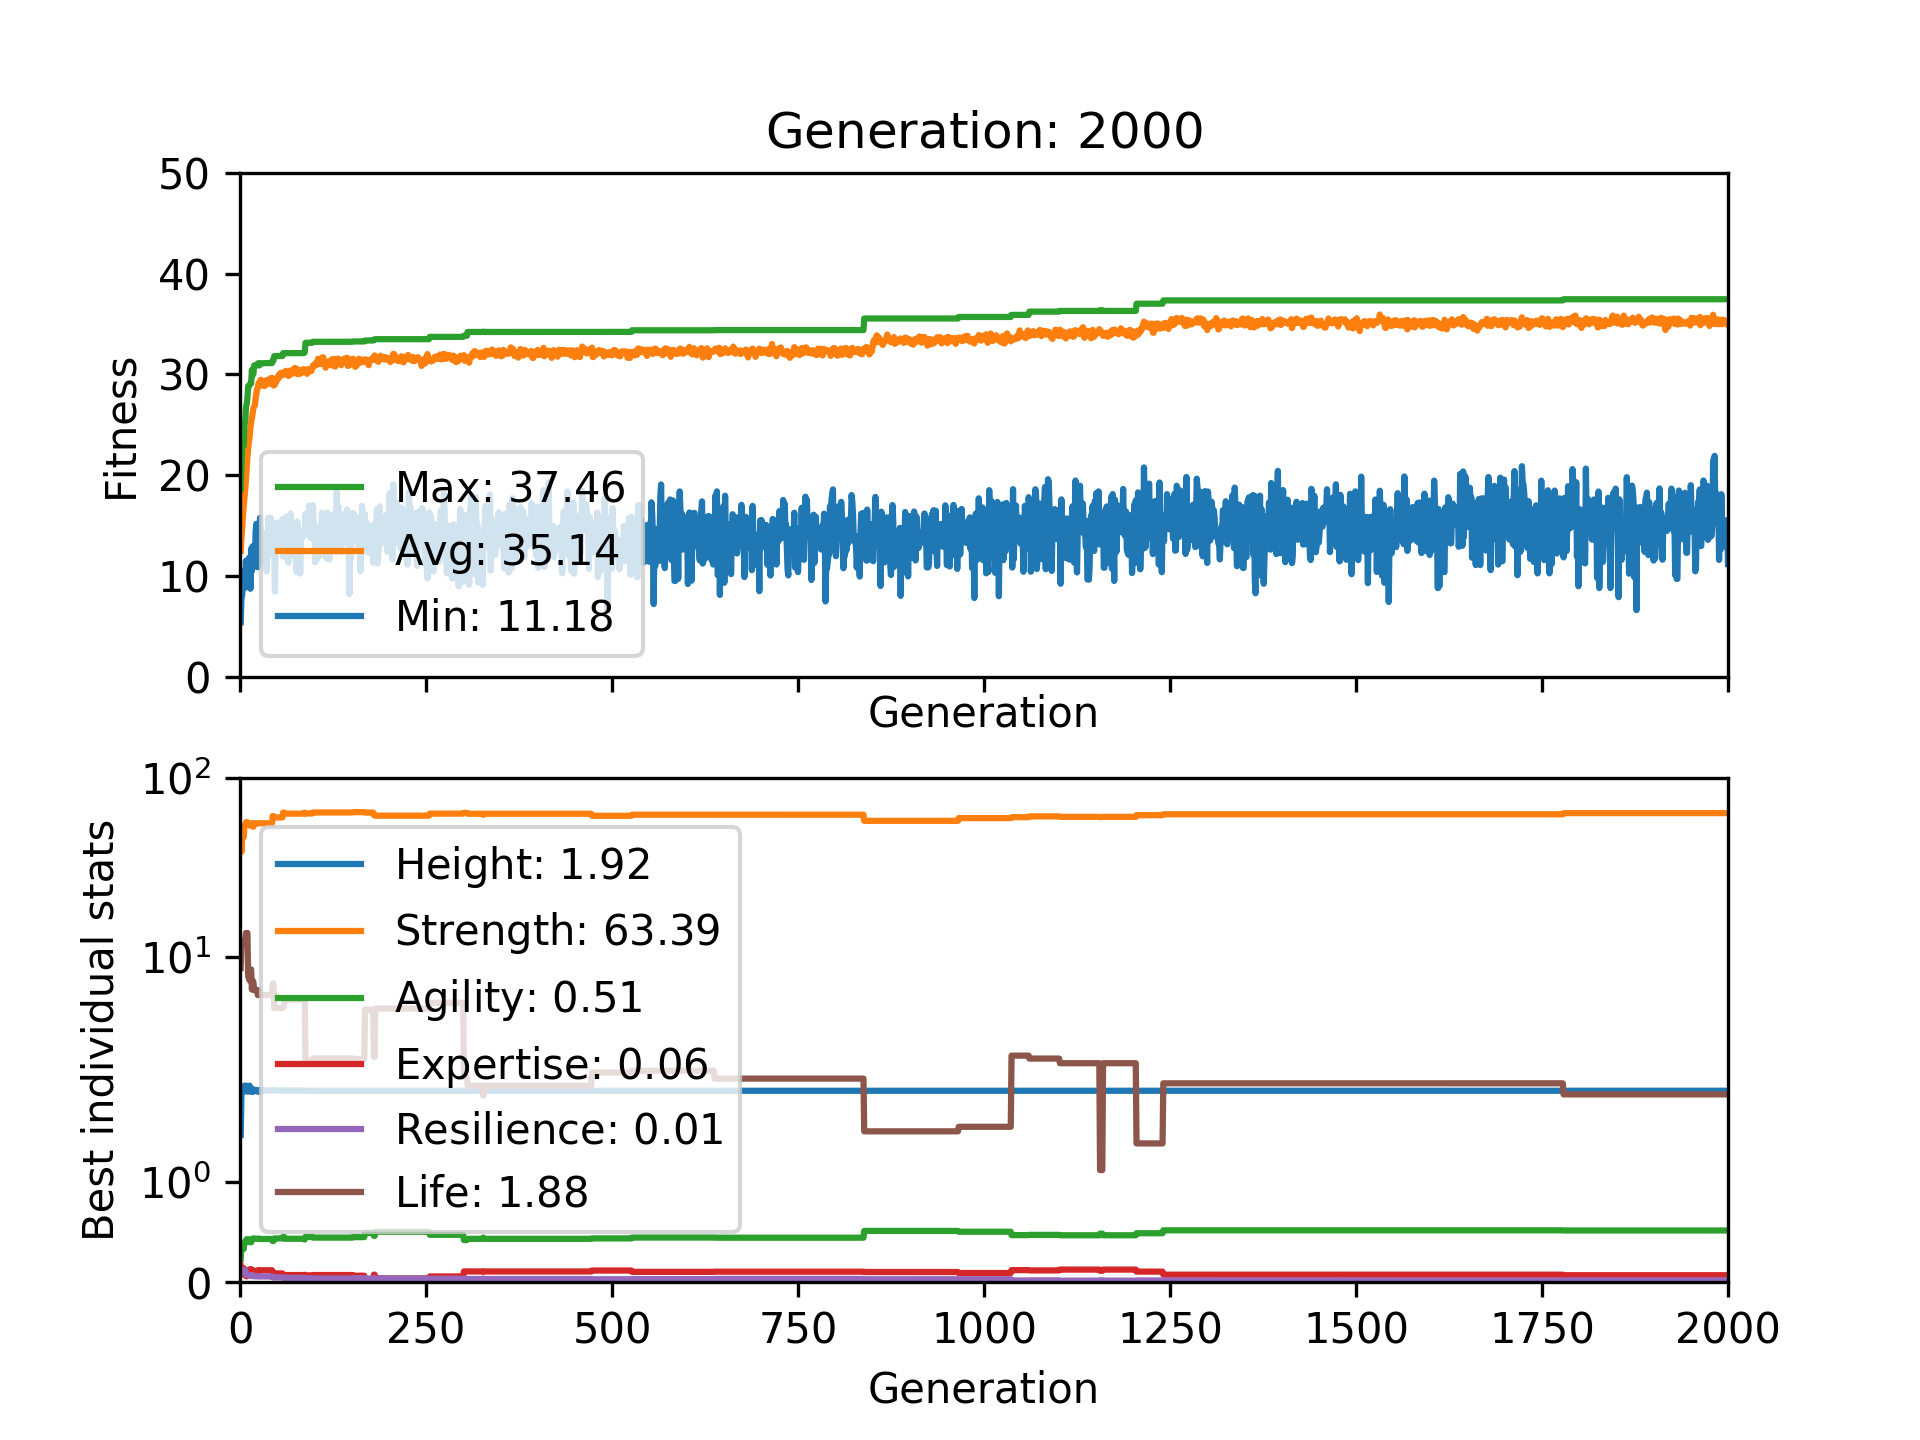 Generation: 2000
50
40
30
20
10
0
Fitness
Max: 37.46
Avg: 35.14
Min: 11.18
Generation
10²
10¹
10⁰
0
Best individual stats
Height: 1.92
Strength: 63.39
Agility: 0.51
Expertise: 0.06
Resilience: 0.01
Life: 1.88
0 250 500 750 1000 1250 1500 1750 2000
Generation